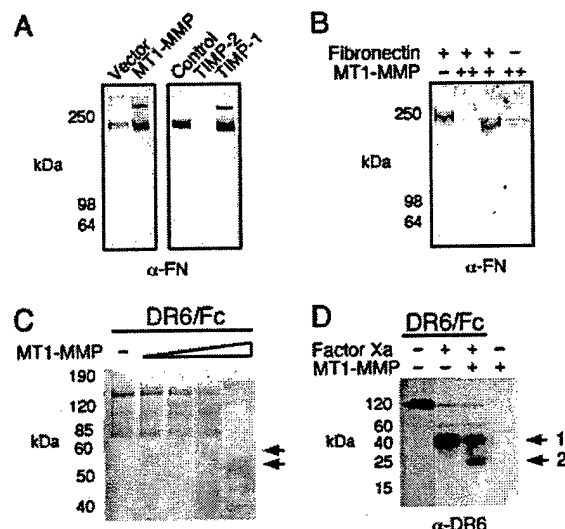 A
Vector
MT1-MMP
Control
TIMP-2
TIMP-1
250
kDa
98
64
α-FN
B
Fibronectin + + + −
MT1-MMP − ++ + ++
250
kDa
98
64
α-FN
C
DR6/Fc
MT1-MMP −
190
120
85
kDa
60
50
40
D
DR6/Fc
Factor Xa − + + −
MT1-MMP − − + +
120
60
kDa
40
25
15
1
2
α-DR6